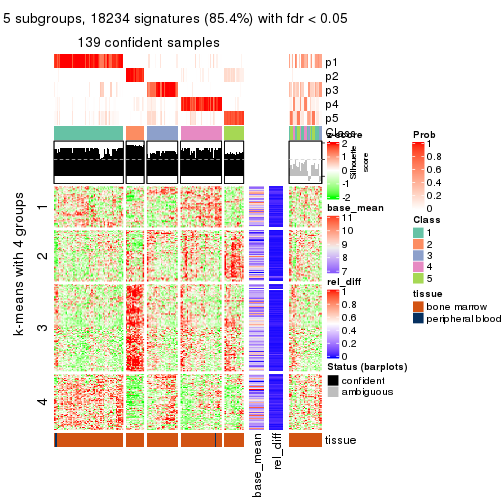 5 subgroups, 18234 signatures (85.4%) with fdr < 0.05
139 confident samples
p1
p2
p3
p4
p5
Class
Silhouette
score
k-means with 4 groups
1
2
3
4
base_mean
rel_diff
tissue
z-score
2
1
0
-1
-2
base_mean
11
10
9
8
7
rel_diff
1
0.8
0.6
0.4
0.2
0
Status (barplots)
confident
ambiguous
Prob
1
0.8
0.6
0.4
0.2
0
Class
1
2
3
4
5
tissue
bone marrow
peripheral blood